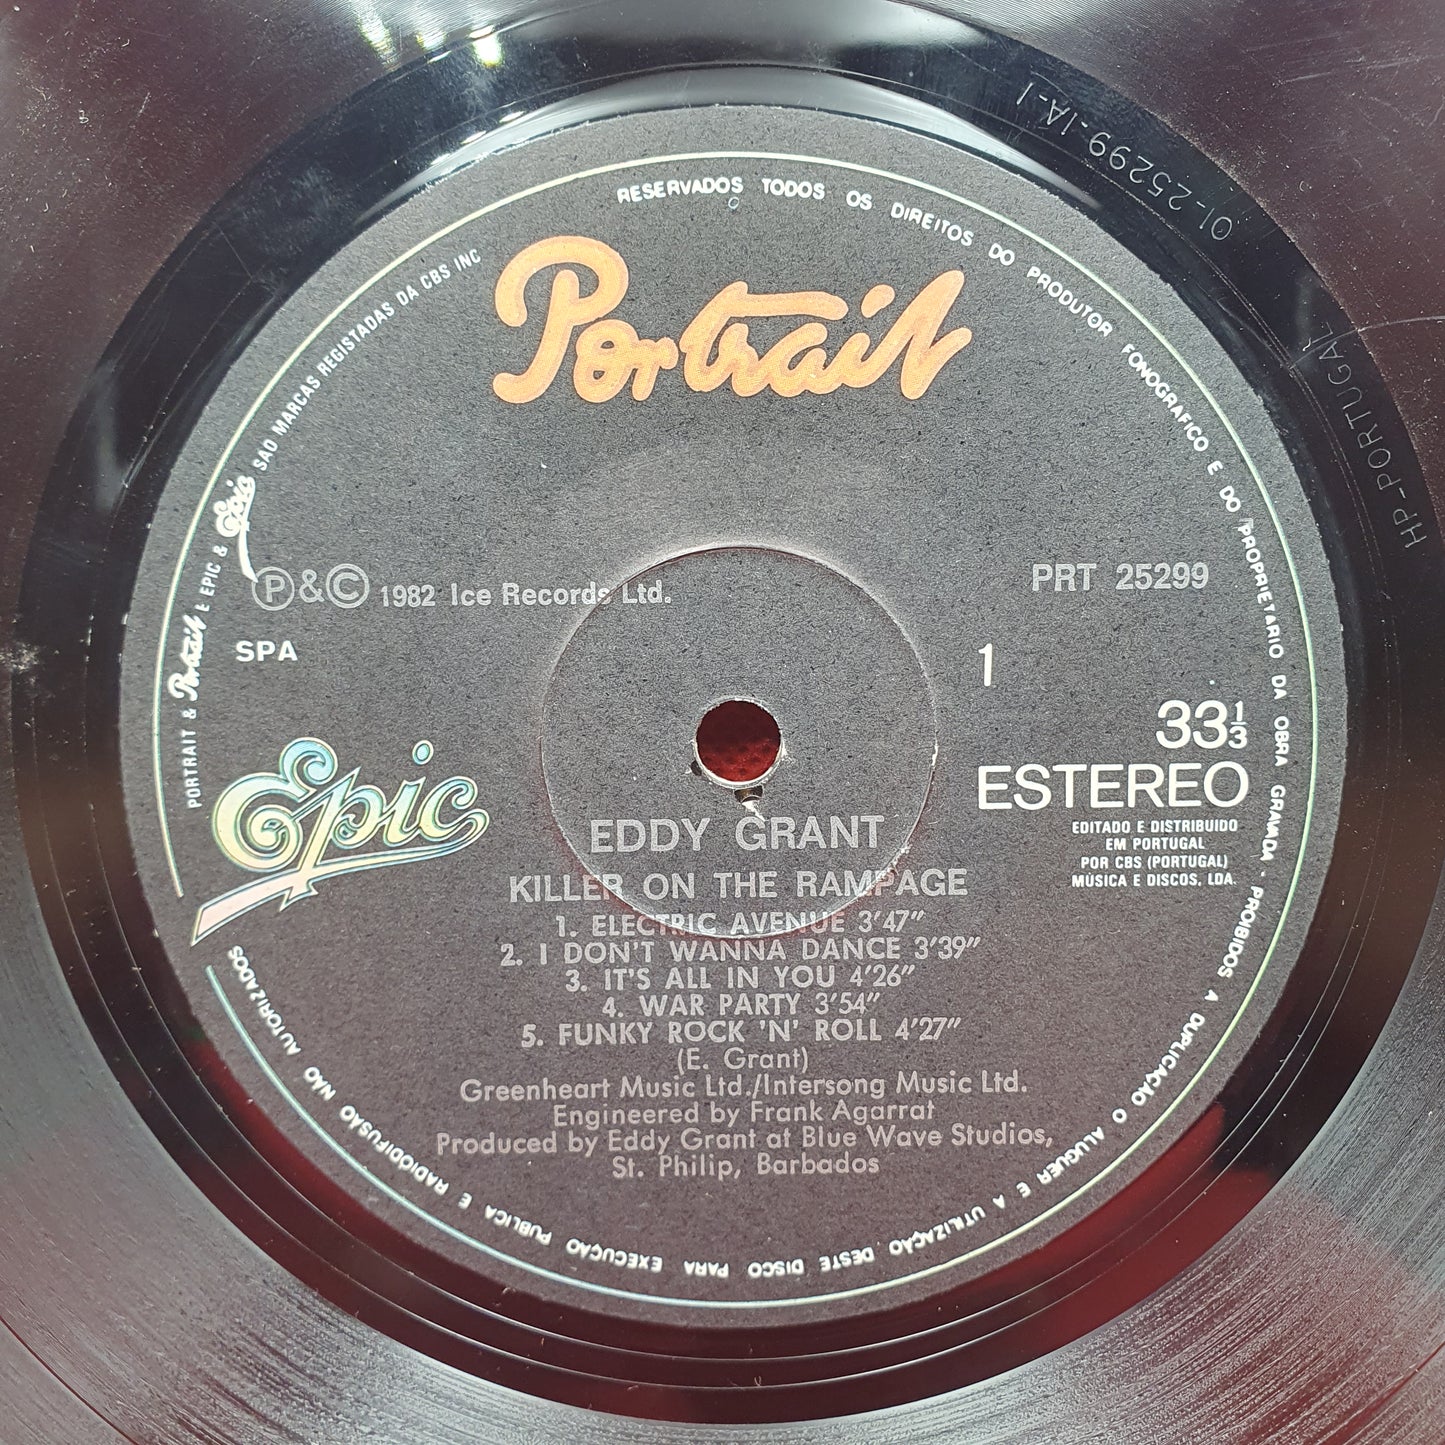 RESERVADOS TODOS OS DIREITOS DO PRODUTOR FONOGRAFICO E DO PROPRIETARIO DA OBRA GRAVADA · PROIBIDOS A DUPLICAÇAO O ALUGUER E A UTILIZAÇAO DESTE DISCO PARA EXECUÇAO PUBLICA E RADIODIFUSÃO NÃO AUTORIZADOS
PORTRAIT & Portrait E EPIC & Epic SAO MARCAS REGISTADAS DA CBS INC
01-25299-1A-1
HP-PORTUGAL
Portrait
P & C 1982 Ice Records Ltd.
PRT 25299
SPA
1
33 1/3
ESTEREO
Epic
EDITADO E DISTRIBUIDO
EM PORTUGAL
POR CBS (PORTUGAL)
MÚSICA E DISCOS, LDA.
EDDY GRANT
KILLER ON THE RAMPAGE
1. ELECTRIC AVENUE 3'47"
2. I DON'T WANNA DANCE 3'39"
3. IT'S ALL IN YOU 4'26"
4. WAR PARTY 3'54"
5. FUNKY ROCK 'N' ROLL 4'27"
(E. Grant)
Greenheart Music Ltd./Intersong Music Ltd.
Engineered by Frank Agarrat
Produced by Eddy Grant at Blue Wave Studios,
St. Philip, Barbados